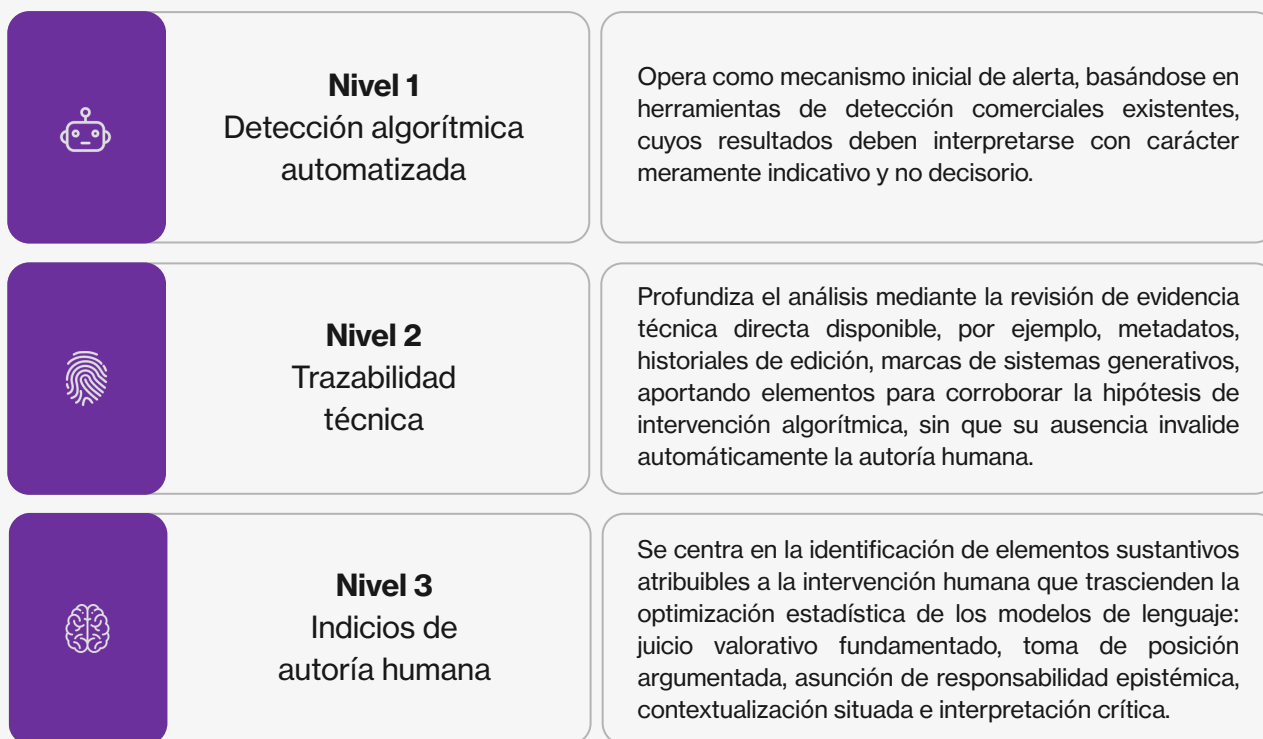 Nivel 1
Detección algorítmica
automatizada
Opera como mecanismo inicial de alerta, basándose en
herramientas de detección comerciales existentes,
cuyos resultados deben interpretarse con carácter
meramente indicativo y no decisorio.
Nivel 2
Trazabilidad
técnica
Profundiza el análisis mediante la revisión de evidencia
técnica directa disponible, por ejemplo, metadatos,
historiales de edición, marcas de sistemas generativos,
aportando elementos para corroborar la hipótesis de
intervención algorítmica, sin que su ausencia invalide
automáticamente la autoría humana.
Nivel 3
Indicios de
autoría humana
Se centra en la identificación de elementos sustantivos
atribuibles a la intervención humana que trascienden la
optimización estadística de los modelos de lenguaje:
juicio valorativo fundamentado, toma de posición
argumentada, asunción de responsabilidad epistémica,
contextualización situada e interpretación crítica.